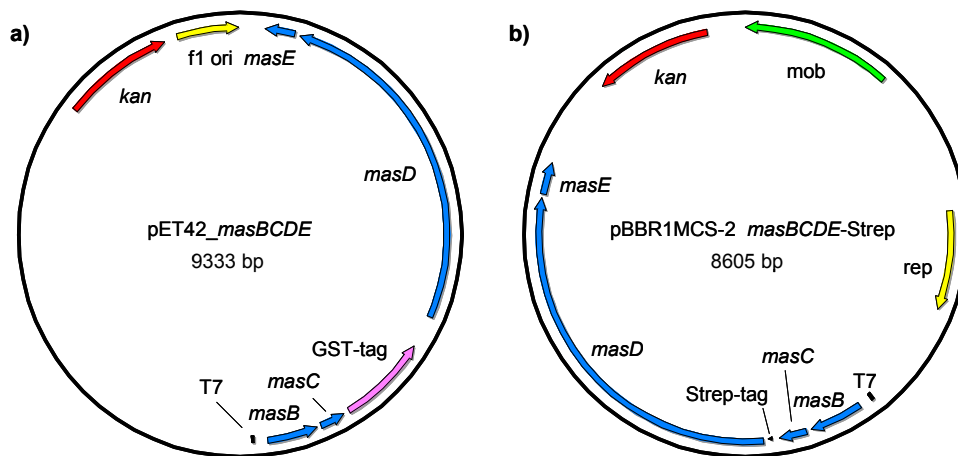 a)
f1 ori
masE
kan
masD
pET42_masBCDE
9333 bp
GST-tag
masC
T7
masB
b)
kan
mob
masE
pBBR1MCS-2 masBCDE-Strep
8605 bp
rep
masD
masC
Strep-tag
masB
T7